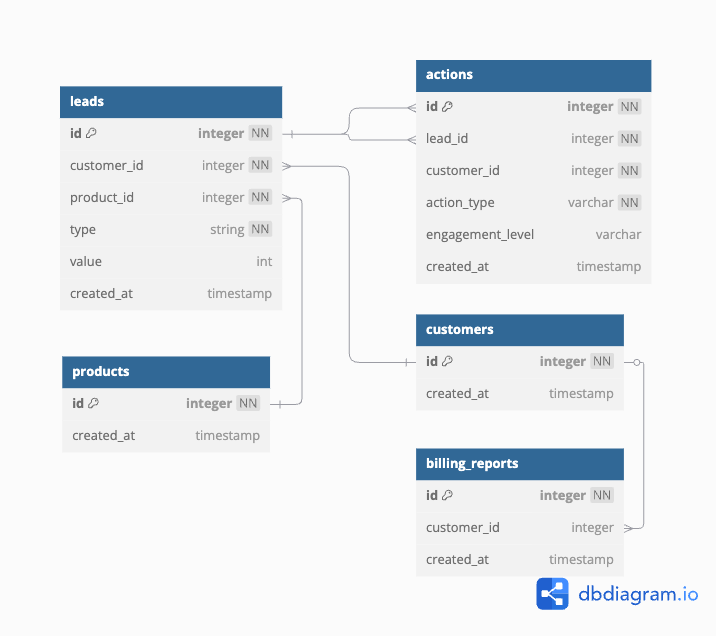 leads
id integer NN
customer_id integer NN
product_id integer NN
type string NN
value int
created_at timestamp
products
id integer NN
created_at timestamp
actions
id integer NN
lead_id integer NN
customer_id integer NN
action_type varchar NN
engagement_level varchar
created_at timestamp
customers
id integer NN
created_at timestamp
billing_reports
id integer NN
customer_id integer
created_at timestamp
dbdiagram.io